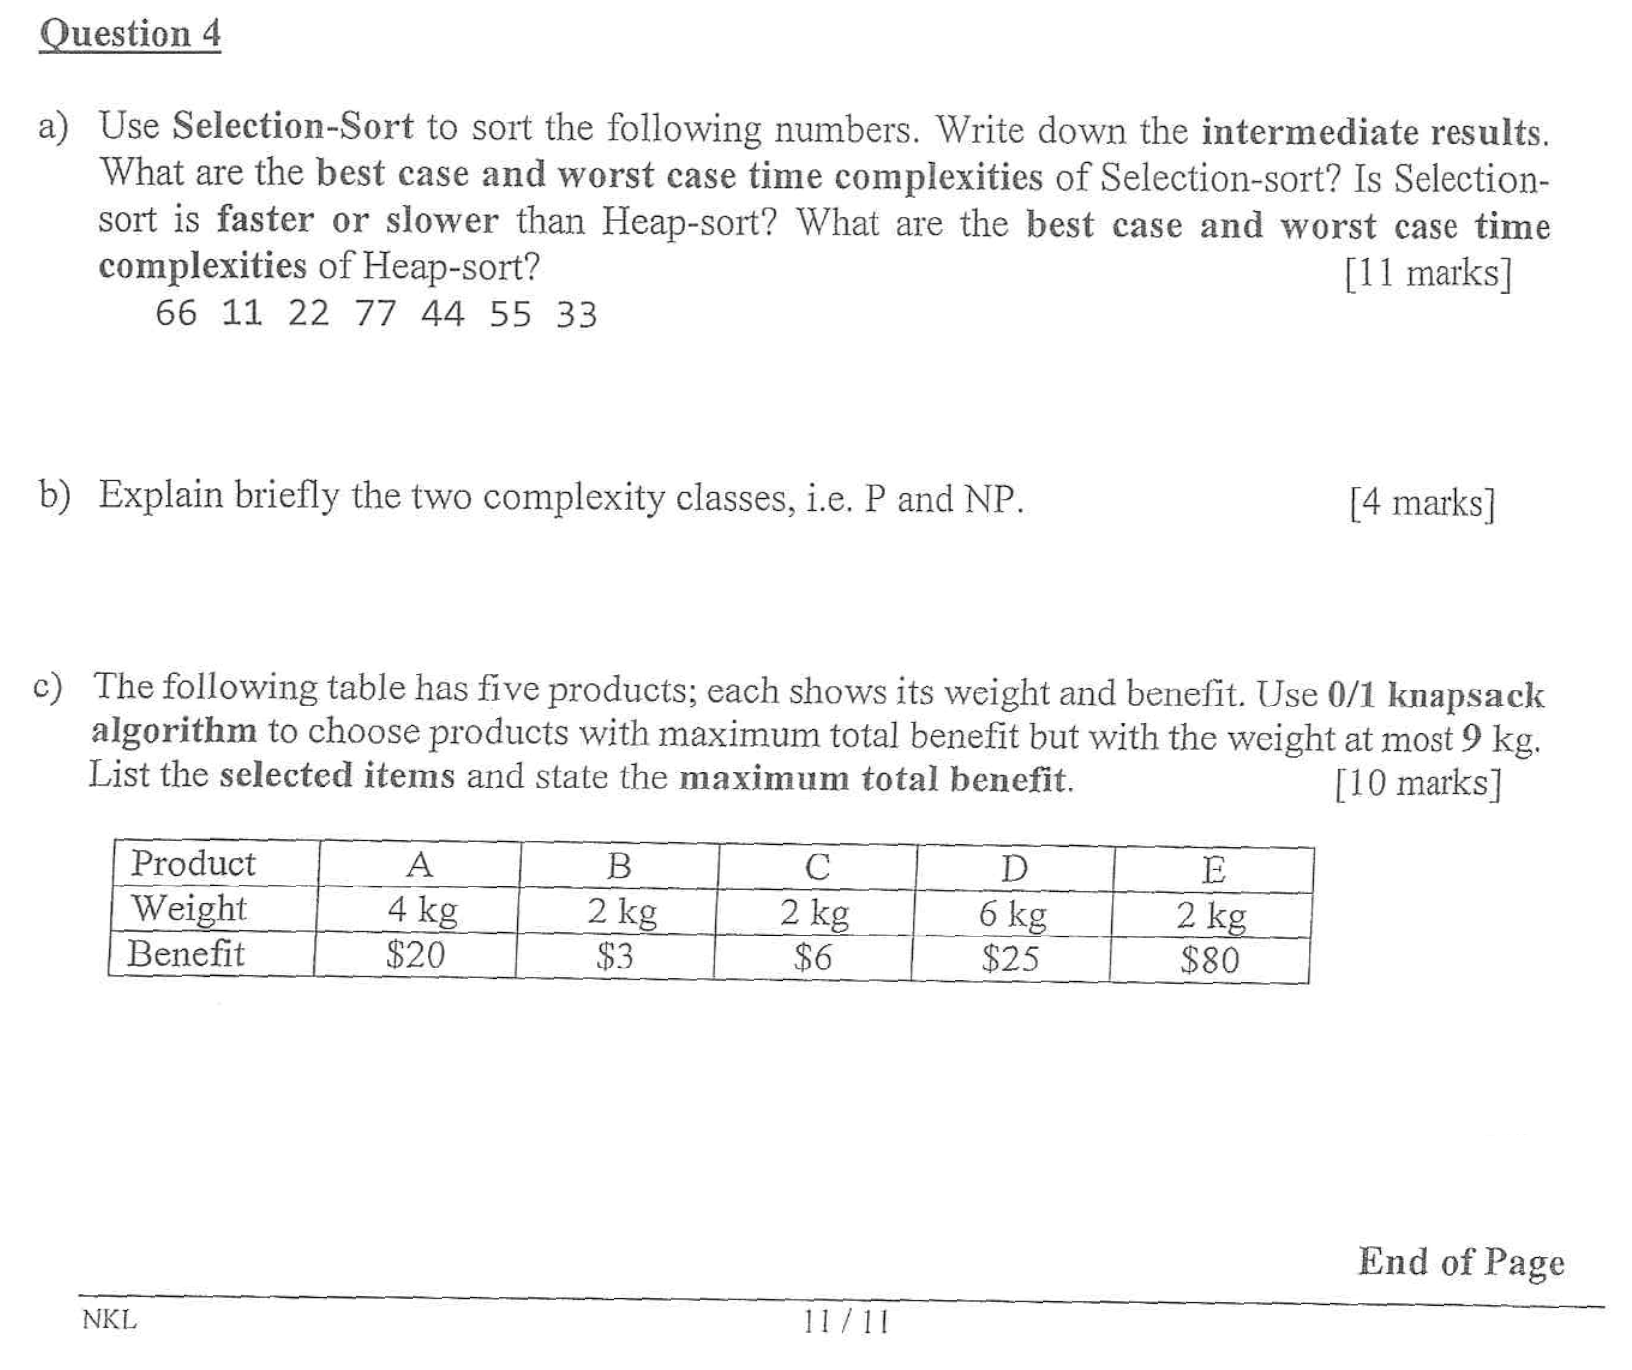 Question 4
a) Use Selection-Sort to sort the following numbers. Write down the intermediate results.
What are the best case and worst case time complexities of Selection-sort? Is Selection-
sort is faster or slower than Heap-sort? What are the best case and worst case time
complexities of Heap-sort? [11 marks]
66 11 22 77 44 55 33
b) Explain briefly the two complexity classes, i.e. P and NP. [4 marks]
c) The following table has five products; each shows its weight and benefit. Use 0/1 knapsack
algorithm to choose products with maximum total benefit but with the weight at most 9 kg.
List the selected items and state the maximum total benefit. [10 marks]
Product A B C D E
Weight 4 kg 2 kg 2 kg 6 kg 2 kg
Benefit $20 $3 $6 $25 $80
End of Page
NKL 11 / 11